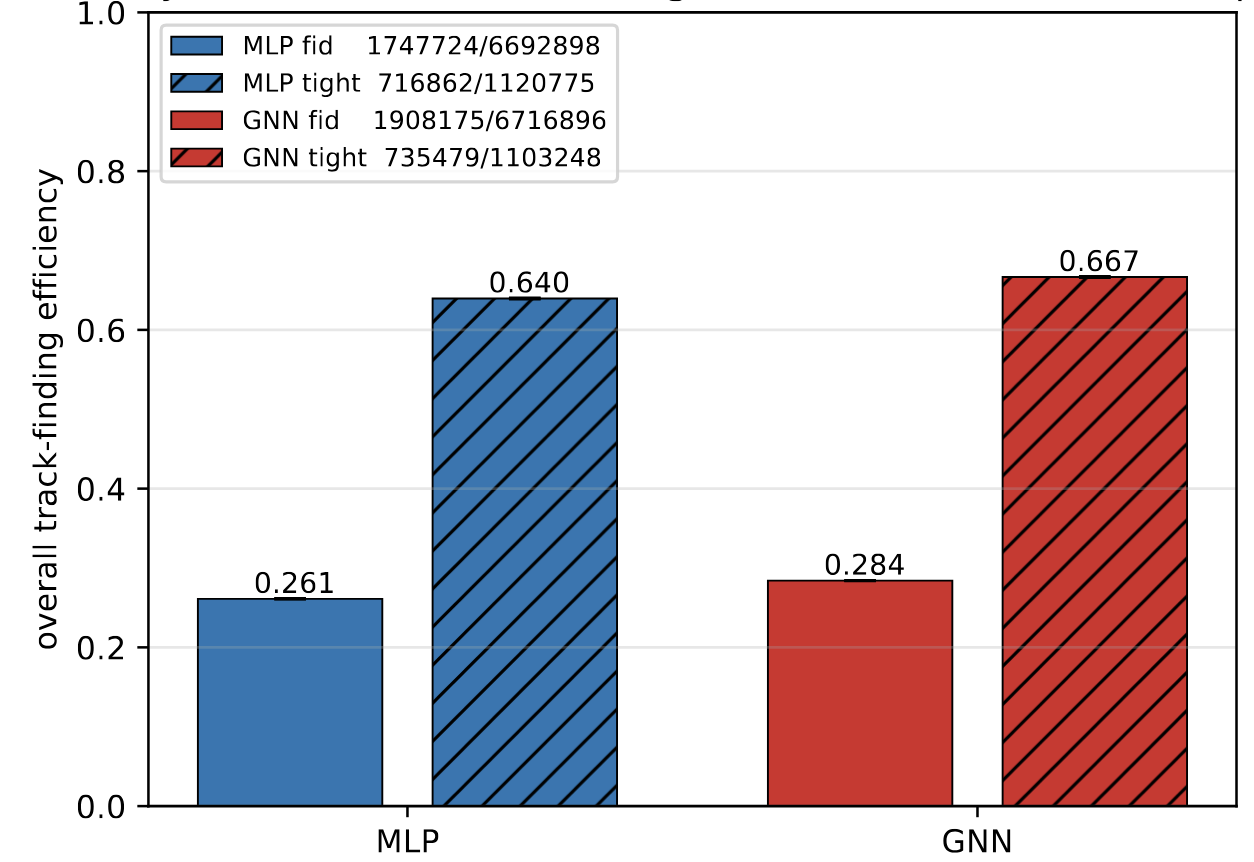 1.0
MLP fid 1747724/6692898
MLP tight 716862/1120775
GNN fid 1908175/6716896
GNN tight 735479/1103248
0.8
0.6
0.4
0.2
0.0
overall track-finding efficiency
0.261
0.640
0.284
0.667
MLP
GNN